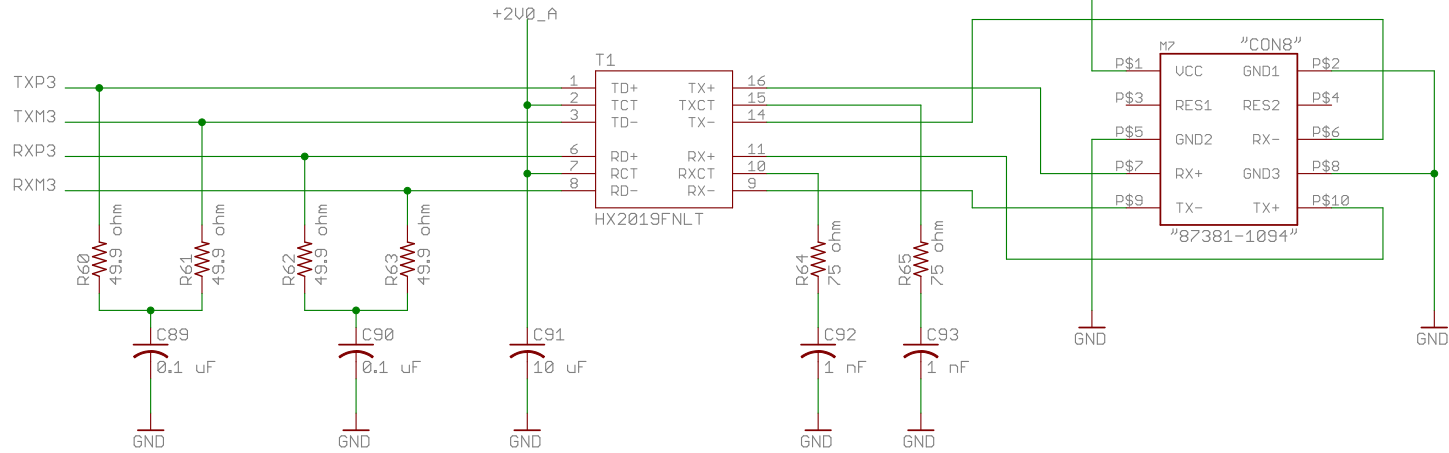 +2V0_A
TXP3
TXM3
RXP3
RXM3
T1
1 TD+ TX+ 16
2 TCT TXCT 15
3 TD- TX- 14
6 RD+ RX+ 11
7 RCT RXCT 10
8 RD- RX- 9
HX2019FNLT
M7 "CON8"
P$1 VCC GND1 P$2
P$3 RES1 RES2 P$4
P$5 GND2 RX- P$6
P$7 RX+ GND3 P$8
P$9 TX- TX+ P$10
"87381-1094"
R60 49.9 ohm
R61 49.9 ohm
R62 49.9 ohm
R63 49.9 ohm
R64 75 ohm
R65 75 ohm
C89
0.1 uF
C90
0.1 uF
C91
10 uF
C92
1 nF
C93
1 nF
GND
GND
GND
GND
GND
GND
GND